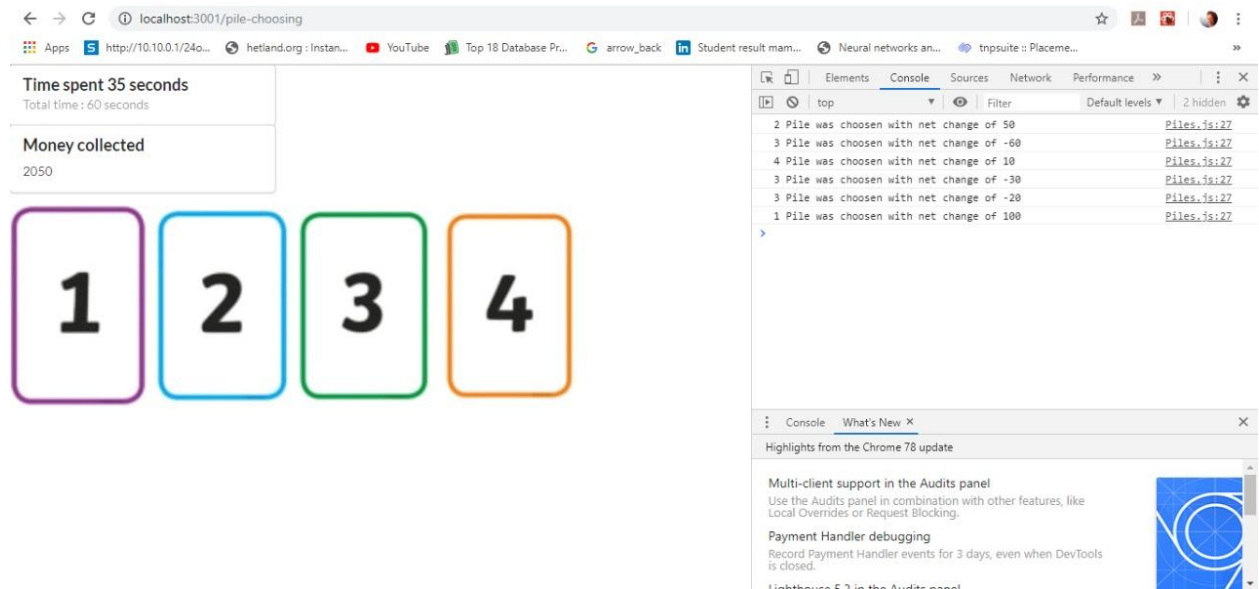 localhost:3001/pile-choosing
Apps http://10.10.0.1/24o... hetland.org : Instan... YouTube Top 18 Database Pr... arrow_back Student result mam... Neural networks an... tnpsuite :: Placeme... »
Time spent 35 seconds
Total time : 60 seconds
Money collected
2050
1 2 3 4
Elements Console Sources Network Performance »
top Filter Default levels 2 hidden
2 Pile was choosen with net change of 50 Piles.js:27
3 Pile was choosen with net change of -60 Piles.js:27
4 Pile was choosen with net change of 10 Piles.js:27
3 Pile was choosen with net change of -30 Piles.js:27
3 Pile was choosen with net change of -20 Piles.js:27
1 Pile was choosen with net change of 100 Piles.js:27
Console What's New
Highlights from the Chrome 78 update
Multi-client support in the Audits panel
Use the Audits panel in combination with other features, like
Local Overrides or Request Blocking.
Payment Handler debugging
Record Payment Handler events for 3 days, even when DevTools
is closed.
Lighthouse 5.2 in the Audits panel